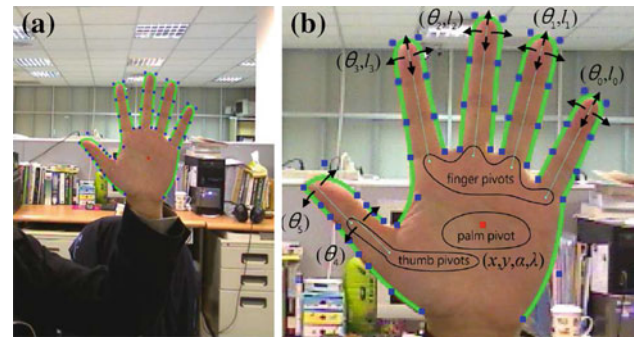 (a)
(b)
(θ₂,l₂)
(θ₁,l₁)
(θ₃,l₃)
(θ₀,l₀)
finger pivots
palm pivot
(θ₅)
(θ₄)
thumb pivots
(x,y,α,λ)